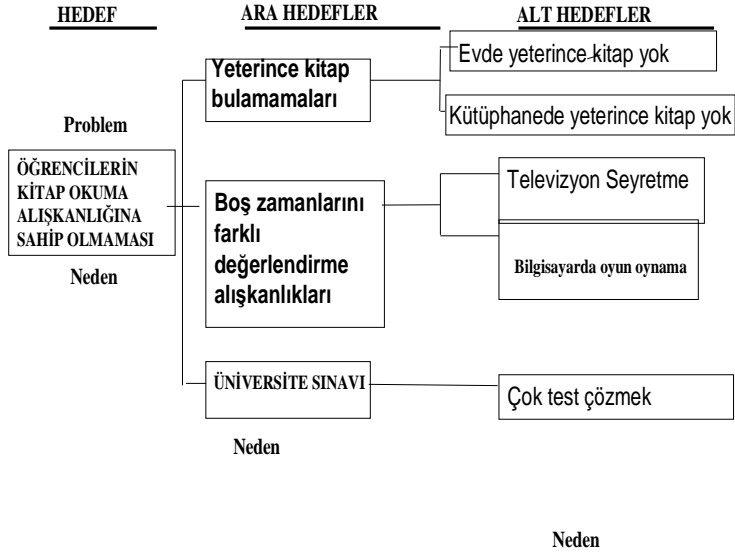 HEDEF
ARA HEDEFLER
ALT HEDEFLER
Problem
ÖĞRENCİLERİN
KİTAP OKUMA
ALIŞKANLIĞINA
SAHİP OLMAMASI
Neden
Yeterince kitap
bulamamaları
Boş zamanlarını
farklı
değerlendirme
alışkanlıkları
ÜNİVERSİTE SINAVI
Neden
Evde yeterince kitap yok
Kütüphanede yeterince kitap yok
Televizyon Seyretme
Bilgisayarda oyun oynama
Çok test çözmek
Neden